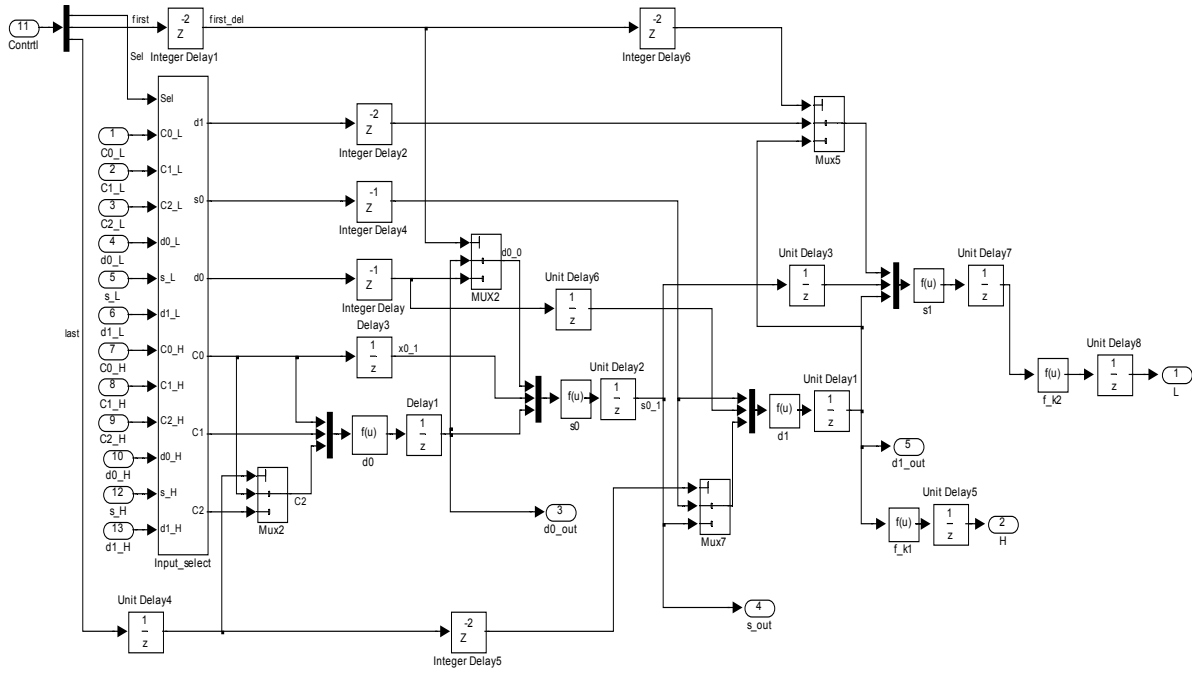 11
Contrtl
first
-2
Z
Integer Delay1
first_del
-2
Z
Integer Delay6
Sel
Sel
1
C0_L
2
C1_L
3
C2_L
4
d0_L
5
s_L
6
d1_L
7
C0_H
8
C1_H
9
C2_H
10
d0_H
12
s_H
13
d1_H
C0_L
C1_L
C2_L
d0_L
s_L
d1_L
C0_H
C1_H
C2_H
d0_H
s_H
d1_H
d1
s0
d0
C0
C1
C2
Input_select
last
-2
Z
Integer Delay2
-1
Z
Integer Delay4
-1
Z
Integer Delay
Delay3
1
z
x0_1
C2
Mux2
f(u)
d0
Delay1
1
z
d0_0
MUX2
Unit Delay6
1
z
f(u)
s0
Unit Delay2
1
z
s0_1
3
d0_out
Mux5
Unit Delay3
1
z
f(u)
s1
Unit Delay7
1
z
f(u)
d1
Unit Delay1
1
z
Mux7
f(u)
f_k2
Unit Delay8
1
z
1
L
5
d1_out
f(u)
f_k1
Unit Delay5
1
z
2
H
4
s_out
Unit Delay4
1
z
-2
Z
Integer Delay5